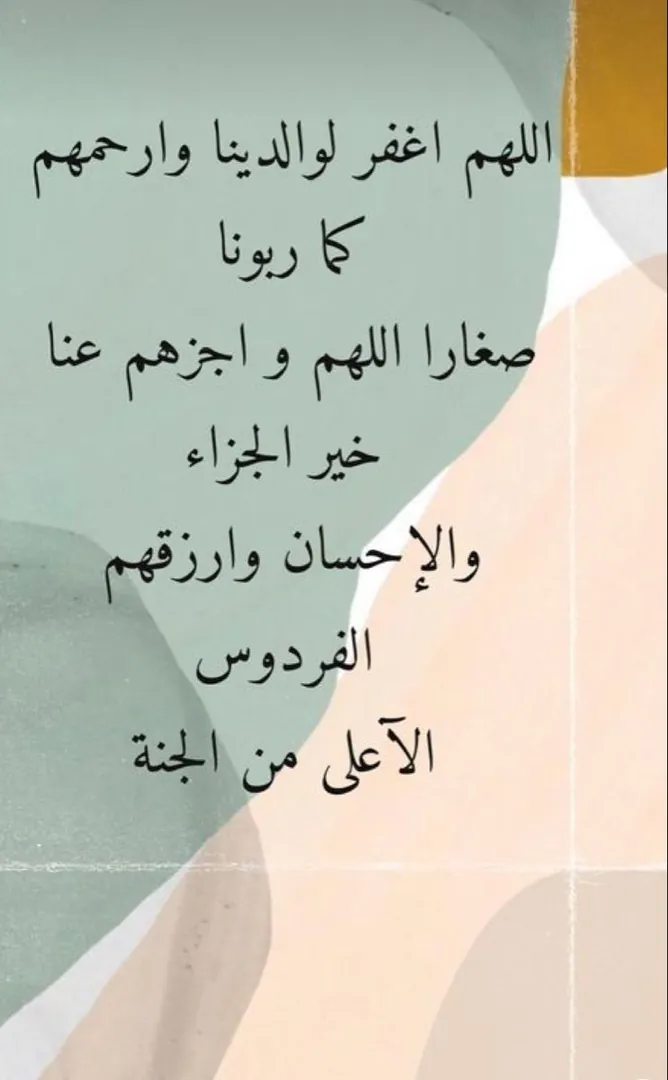 اللهم اغفر لوالدينا وارحمهم
كما ربونا
صغارا اللهم و اجزهم عنا
خير الجزاء
والإحسان وارزقهم
الفردوس
الآعلى من الجنة